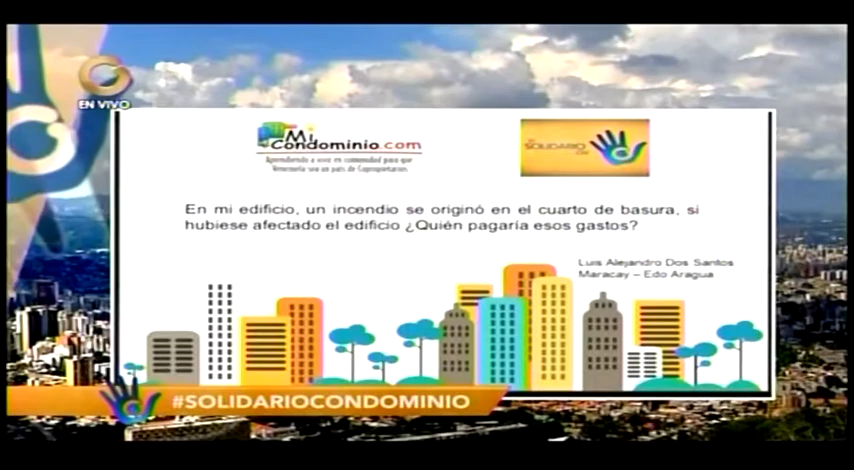 EN VIVO
Mi
Condominio.com
Aprendiendo a vivir en comunidad para que
Venezuela sea un país de Copropietarios
SOLIDARIO
En mi edificio, un incendio se originó en el cuarto de basura, si
hubiese afectado el edificio ¿Quién pagaría esos gastos?
Luis Alejandro Dos Santos
Maracay – Edo Aragua
#SOLIDARIOCONDOMINIO